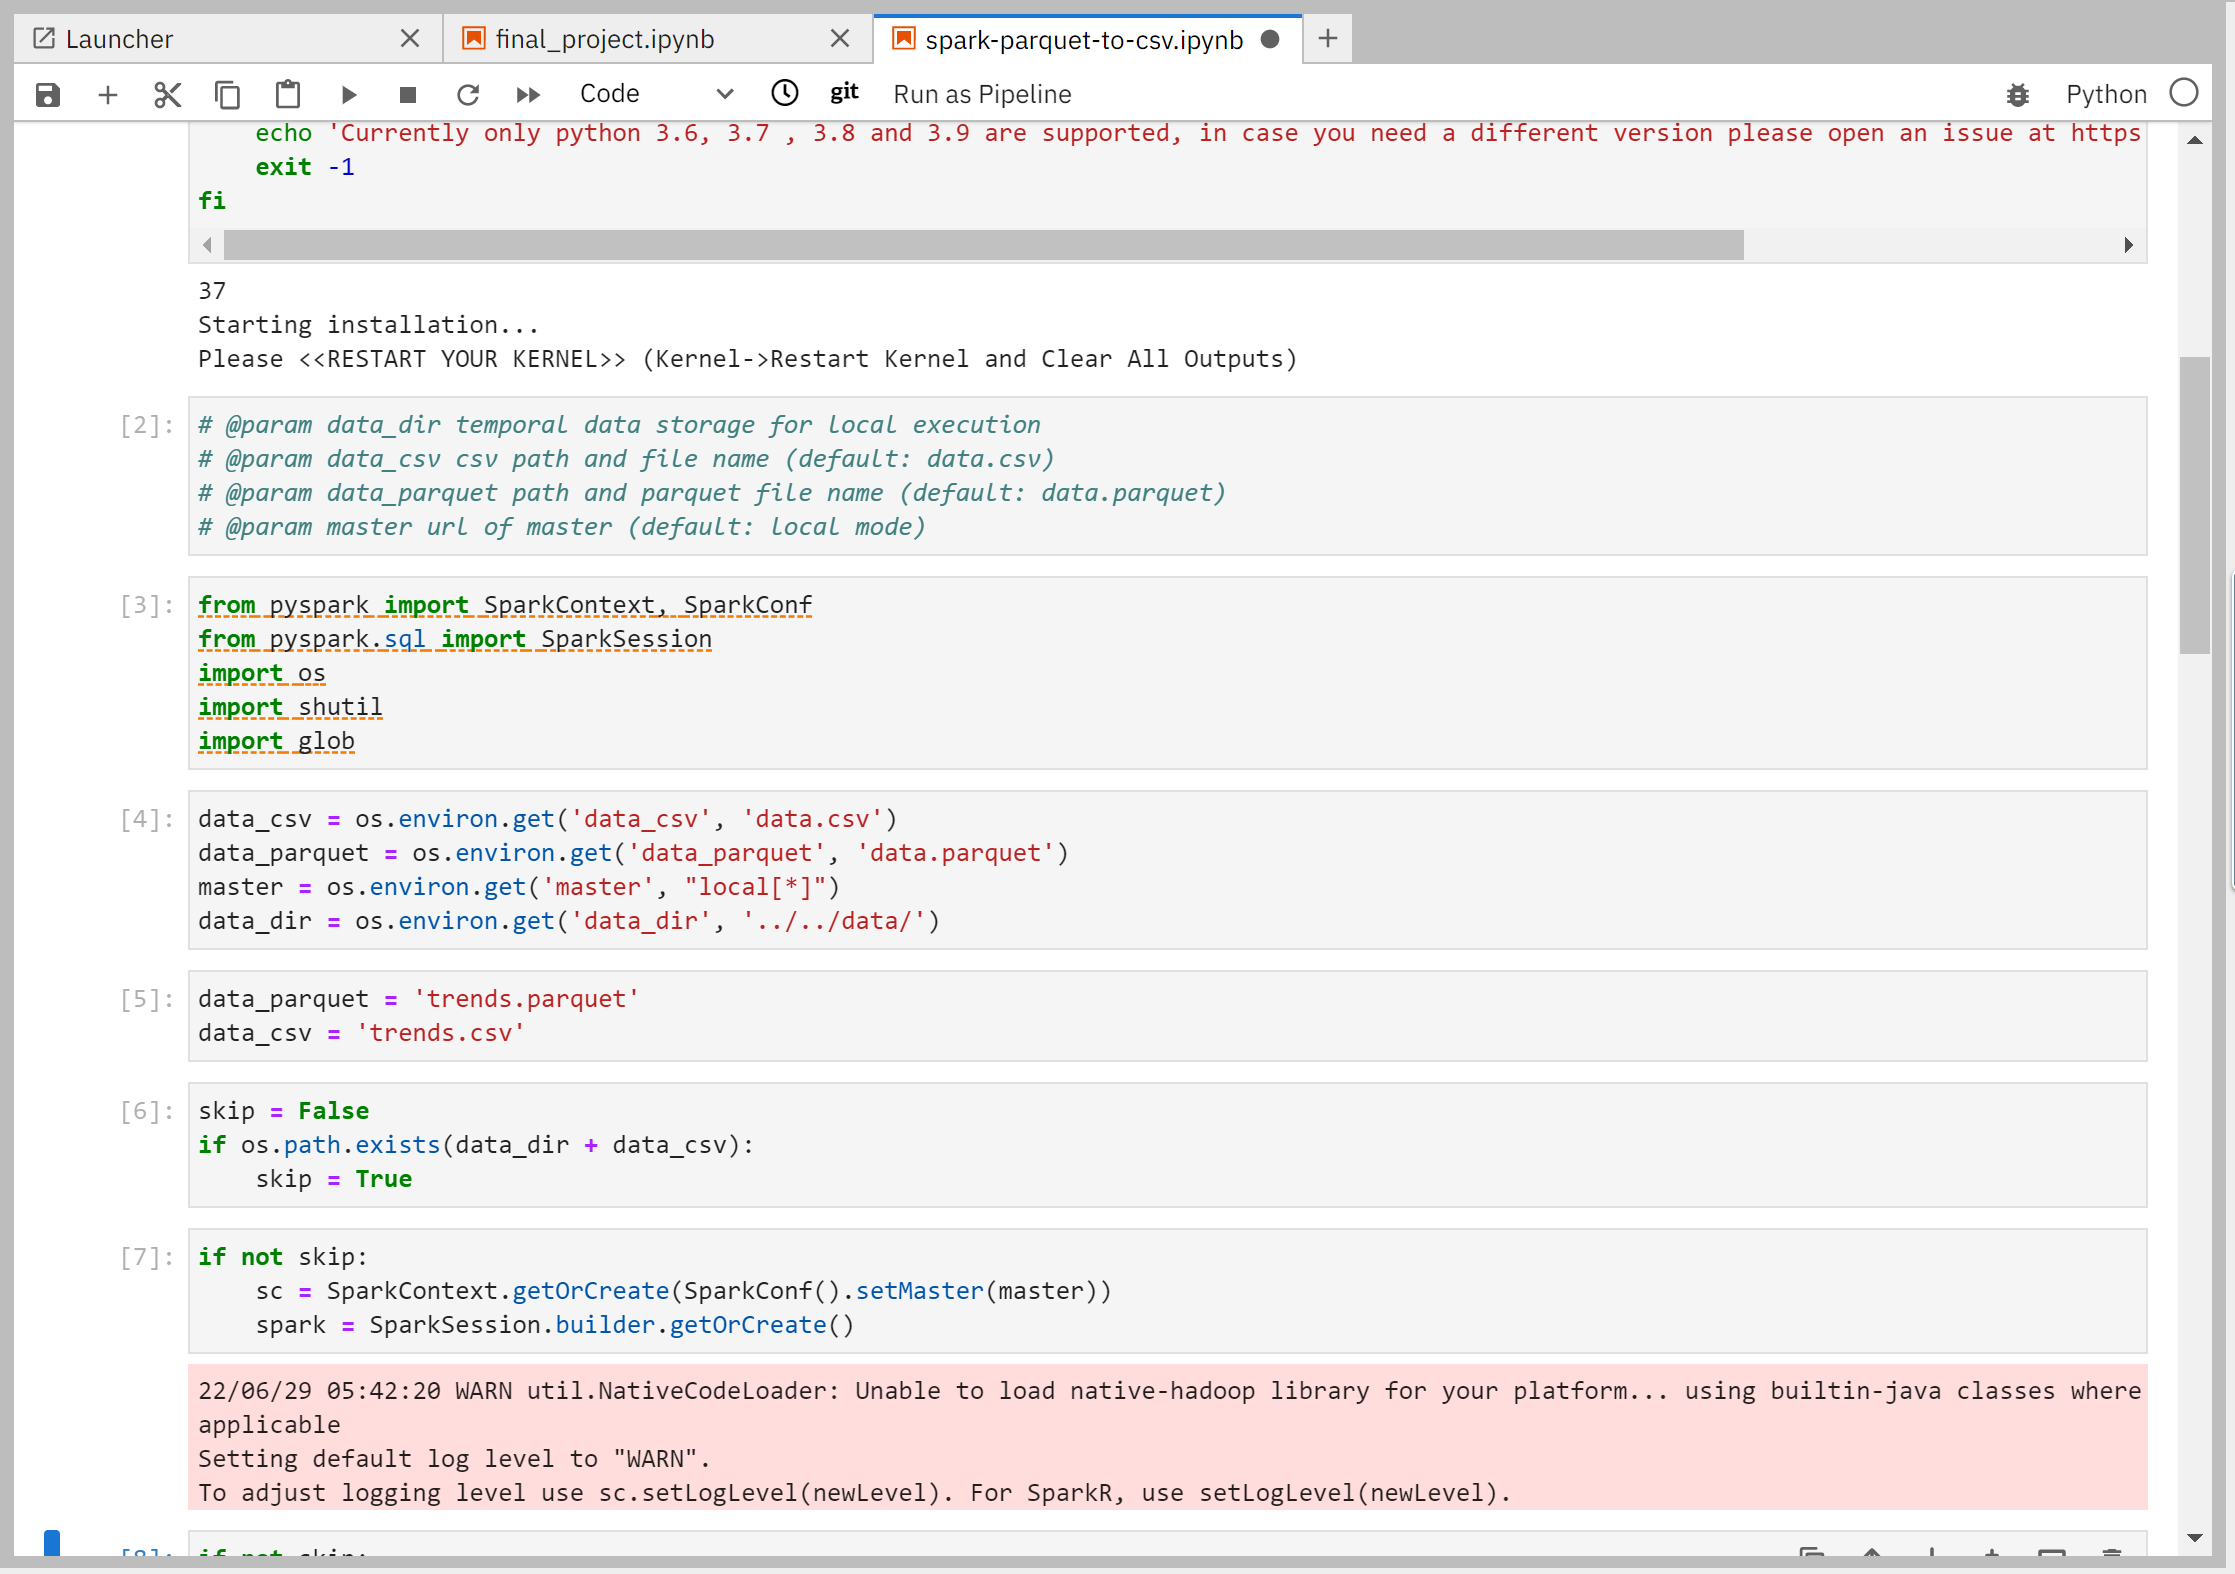 Launcher
final_project.ipynb
spark-parquet-to-csv.ipynb
Code
git
Run as Pipeline
Python
echo 'Currently only python 3.6, 3.7 , 3.8 and 3.9 are supported, in case you need a different version please open an issue at https
exit -1
fi
37
Starting installation...
Please <<RESTART YOUR KERNEL>> (Kernel->Restart Kernel and Clear All Outputs)
[2]:
# @param data_dir temporal data storage for local execution
# @param data_csv csv path and file name (default: data.csv)
# @param data_parquet path and parquet file name (default: data.parquet)
# @param master url of master (default: local mode)
[3]:
from pyspark import SparkContext, SparkConf
from pyspark.sql import SparkSession
import os
import shutil
import glob
[4]:
data_csv = os.environ.get('data_csv', 'data.csv')
data_parquet = os.environ.get('data_parquet', 'data.parquet')
master = os.environ.get('master', "local[*]")
data_dir = os.environ.get('data_dir', '../../data/')
[5]:
data_parquet = 'trends.parquet'
data_csv = 'trends.csv'
[6]:
skip = False
if os.path.exists(data_dir + data_csv):
    skip = True
[7]:
if not skip:
    sc = SparkContext.getOrCreate(SparkConf().setMaster(master))
    spark = SparkSession.builder.getOrCreate()
22/06/29 05:42:20 WARN util.NativeCodeLoader: Unable to load native-hadoop library for your platform... using builtin-java classes where
applicable
Setting default log level to "WARN".
To adjust logging level use sc.setLogLevel(newLevel). For SparkR, use setLogLevel(newLevel).
[8]:
if not skip: